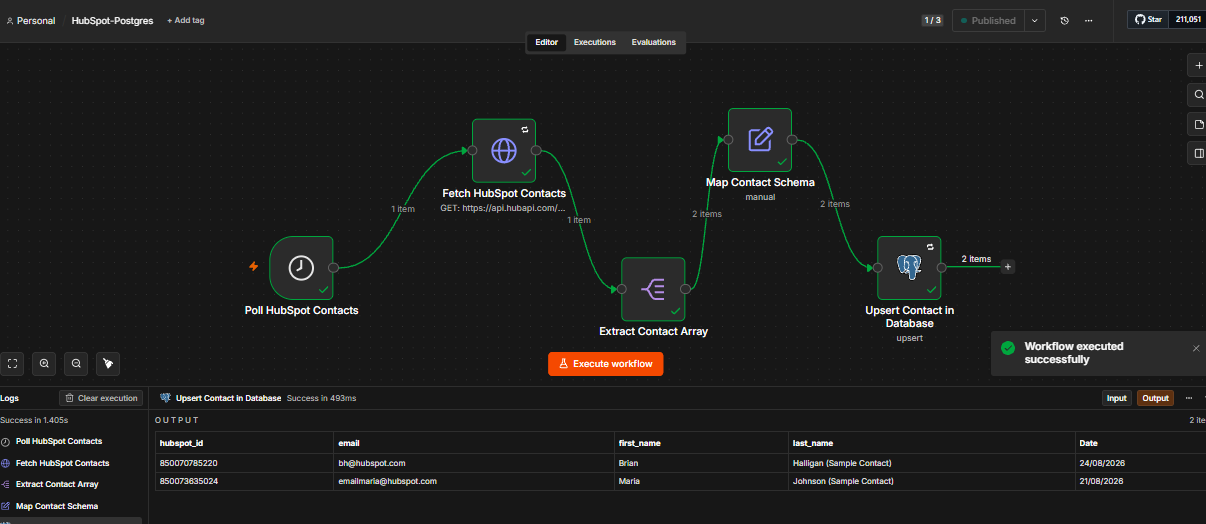 Personal / HubSpot-Postgres + Add tag
1 / 3 Published
Star 211,051
Editor Executions Evaluations
Fetch HubSpot Contacts
GET: https://api.hubapi.com/...
1 item
1 item
Map Contact Schema
manual
2 items
2 items
Poll HubSpot Contacts
Extract Contact Array
2 items
Upsert Contact in
Database
upsert
Execute workflow
Workflow executed
successfully
Logs Clear execution
Upsert Contact in Database Success in 493ms
Input Output
Success in 1.405s
Poll HubSpot Contacts
Fetch HubSpot Contacts
Extract Contact Array
Map Contact Schema
OUTPUT 2 ite
hubspot_id email first_name last_name Date
850070785220 bh@hubspot.com Brian Halligan (Sample Contact) 24/08/2026
850073635024 emailmaria@hubspot.com Maria Johnson (Sample Contact) 21/08/2026